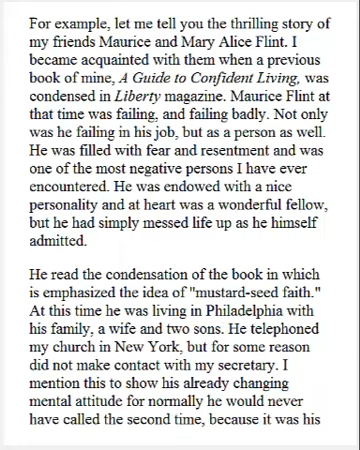 For example, let me tell you the thrilling story of
my friends Maurice and Mary Alice Flint. I
became acquainted with them when a previous
book of mine, A Guide to Confident Living, was
condensed in Liberty magazine. Maurice Flint at
that time was failing, and failing badly. Not only
was he failing in his job, but as a person as well.
He was filled with fear and resentment and was
one of the most negative persons I have ever
encountered. He was endowed with a nice
personality and at heart was a wonderful fellow,
but he had simply messed life up as he himself
admitted.
He read the condensation of the book in which
is emphasized the idea of "mustard-seed faith."
At this time he was living in Philadelphia with
his family, a wife and two sons. He telephoned
my church in New York, but for some reason
did not make contact with my secretary. I
mention this to show his already changing
mental attitude for normally he would never
have called the second time, because it was his